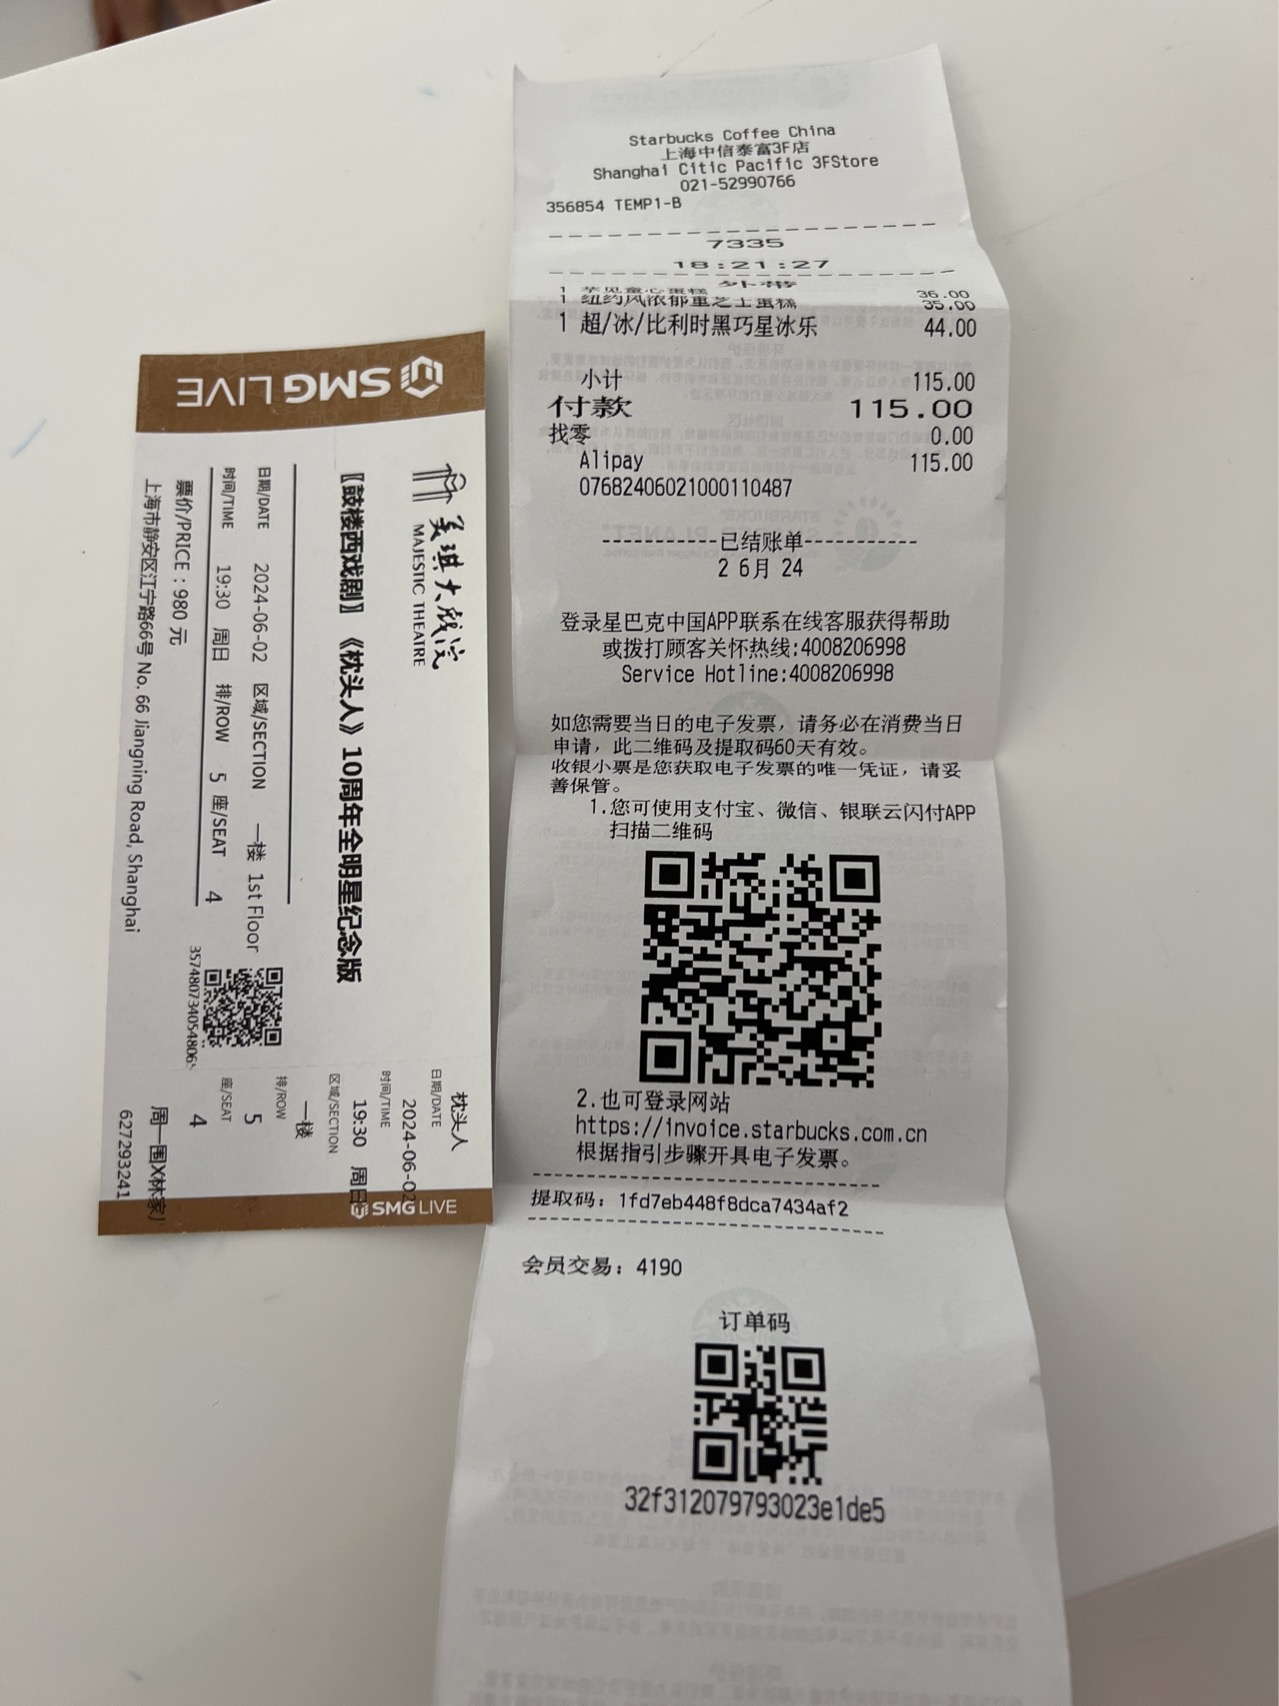 SMG LIVE
美琪大戏院
MAJESTIC THEATRE
〖鼓楼西戏剧〗《枕头人》10周年全明星纪念版
日期/DATE 2024-06-02 区域/SECTION 一楼 1st Floor
时间/TIME 19:30 周日 排/ROW 5 座/SEAT 4
票价/PRICE：980 元
上海市静安区江宁路66号 No. 66 Jiangning Road, Shanghai
枕头人
日期/DATE
2024-06-02
时间/TIME
19:30 周日
区域/SECTION
一楼
排/ROW
5
座/SEAT
4
周一围X林家
627293241
SMG LIVE
Starbucks Coffee China
上海中信泰富3F店
Shanghai Citic Pacific 3FStore
021-52990766
356854 TEMP1-B
7335
18:21:27
外带
1 童心蛋糕 36.00
1 纽约风浓郁重芝士蛋糕 35.00
1 超/冰/比利时黑巧星冰乐 44.00
小计 115.00
付款 115.00
找零 0.00
Alipay 115.00
07682406021000110487
------------已结账单------------
2 6月 24
登录星巴克中国APP联系在线客服获得帮助
或拨打顾客关怀热线:4008206998
Service Hotline:4008206998
如您需要当日的电子发票，请务必在消费当日
申请，此二维码及提取码60天有效。
收银小票是您获取电子发票的唯一凭证，请妥
善保管。
1.您可使用支付宝、微信、银联云闪付APP
扫描二维码
2.也可登录网站
https://invoice.starbucks.com.cn
根据指引步骤开具电子发票。
提取码：1fd7eb448f8dca7434af2
会员交易：4190
订单码
32f312079793023e1de5